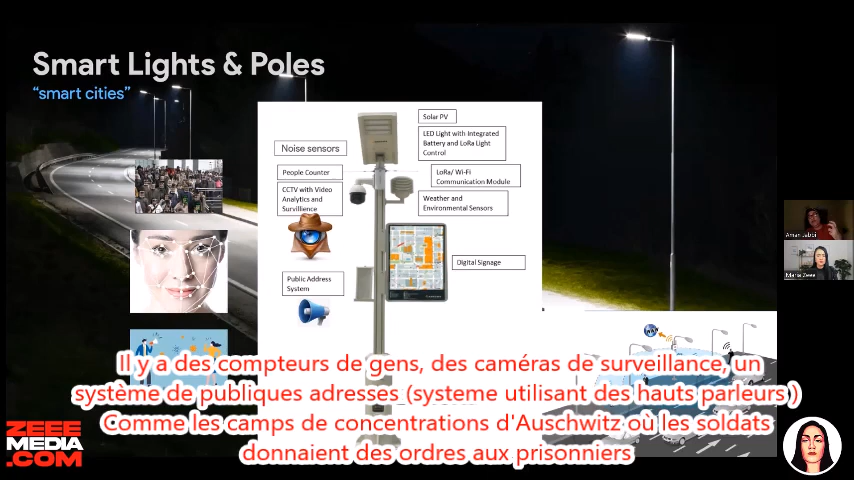 Smart Lights & Poles
“smart cities”
Solar PV
LED Light with Integrated
Battery and LoRa Light
Control
Noise sensors
People Counter
LoRa/ Wi-Fi
Communication Module
CCTV with Video
Analytics and
Survillience
Weather and
Environmental Sensors
Digital Signage
Public Address
System
Aman Jabbi
Maria Zeee
Il y a des compteurs de gens, des caméras de surveillance, un
système de publiques adresses (systeme utilisant des hauts parleurs )
Comme les camps de concentrations d'Auschwitz où les soldats
donnaient des ordres aux prisonniers
ZEEE
MEDIA
.COM